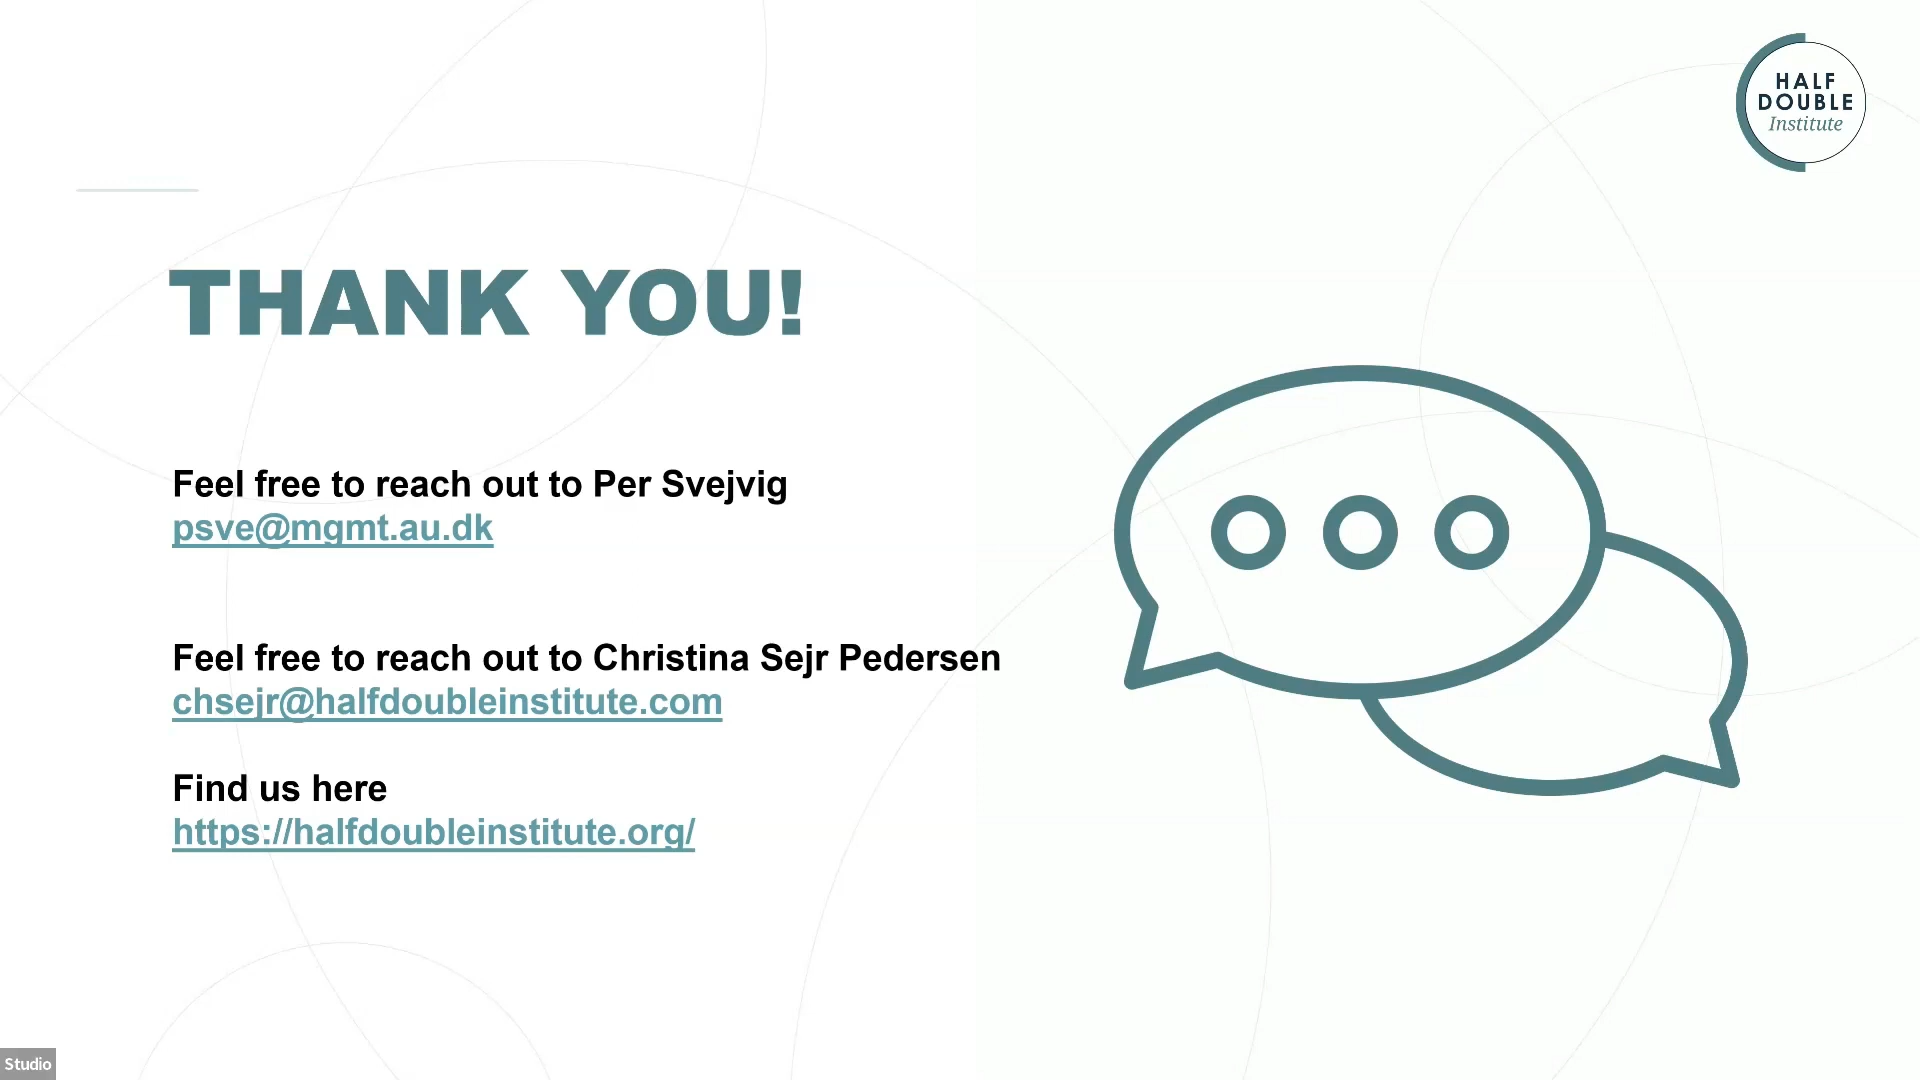 HALF
DOUBLE
Institute
THANK YOU!
Feel free to reach out to Per Svejvig
psve@mgmt.au.dk
Feel free to reach out to Christina Sejr Pedersen
chsejr@halfdoubleinstitute.com
Find us here
https://halfdoubleinstitute.org/
Studio